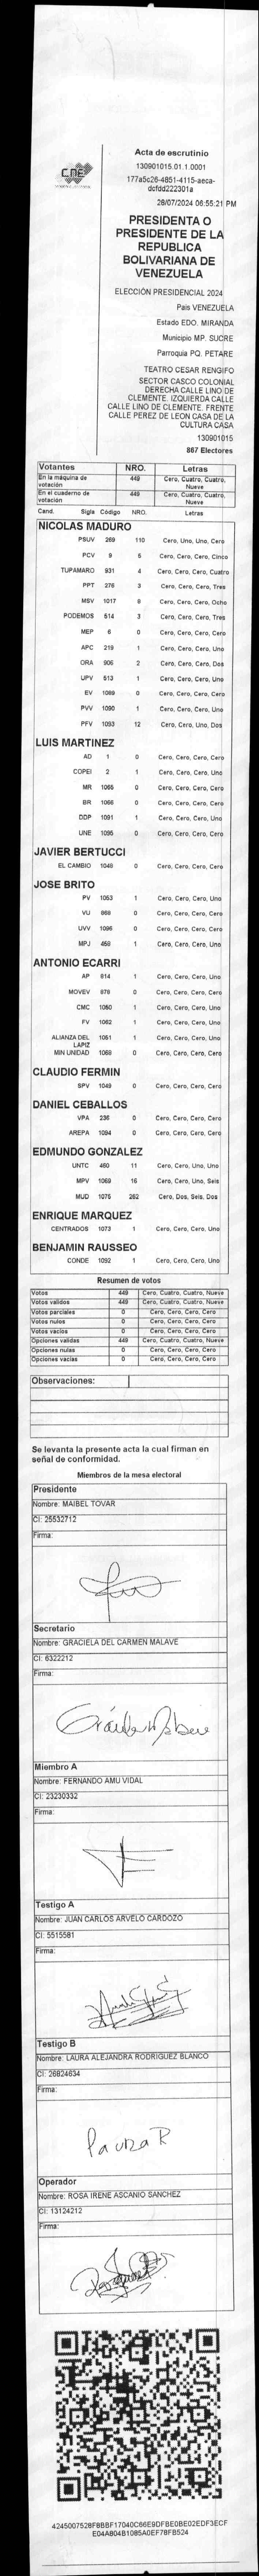 CNE
Acta de escrutinio
130901015.01.1.0001
177a5c26-4851-4115-aeca-
dcfdd222301a
28/07/2024 06:55:21 PM
PRESIDENTA O
PRESIDENTE DE LA
REPUBLICA
BOLIVARIANA DE
VENEZUELA
ELECCIÓN PRESIDENCIAL 2024
Pais VENEZUELA
Estado EDO. MIRANDA
Municipio MP. SUCRE
Parroquia PQ. PETARE
TEATRO CESAR RENGIFO
SECTOR CASCO COLONIAL
DERECHA CALLE LINO DE
CLEMENTE. IZQUIERDA CALLE
CALLE LINO DE CLEMENTE. FRENTE
CALLE PEREZ DE LEON CASA DE LA
CULTURA CASA
130901015
867 Electores
Votantes NRO. Letras
En la máquina de votación 449 Cero, Cuatro, Cuatro, Nueve
En el cuaderno de votación 449 Cero, Cuatro, Cuatro, Nueve
Cand. Sigla Código NRO. Letras
NICOLAS MADURO
PSUV 269 110 Cero, Uno, Uno, Cero
PCV 9 5 Cero, Cero, Cero, Cinco
TUPAMARO 931 4 Cero, Cero, Cero, Cuatro
PPT 276 3 Cero, Cero, Cero, Tres
MSV 1017 8 Cero, Cero, Cero, Ocho
PODEMOS 514 3 Cero, Cero, Cero, Tres
MEP 6 0 Cero, Cero, Cero, Cero
APC 219 1 Cero, Cero, Cero, Uno
ORA 906 2 Cero, Cero, Cero, Dos
UPV 513 1 Cero, Cero, Cero, Uno
EV 1089 0 Cero, Cero, Cero, Cero
PVV 1090 1 Cero, Cero, Cero, Uno
PFV 1093 12 Cero, Cero, Uno, Dos
LUIS MARTINEZ
AD 1 0 Cero, Cero, Cero, Cero
COPEI 2 1 Cero, Cero, Cero, Uno
MR 1065 0 Cero, Cero, Cero, Cero
BR 1066 0 Cero, Cero, Cero, Cero
DDP 1091 1 Cero, Cero, Cero, Uno
UNE 1095 0 Cero, Cero, Cero, Cero
JAVIER BERTUCCI
EL CAMBIO 1048 0 Cero, Cero, Cero, Cero
JOSE BRITO
PV 1053 1 Cero, Cero, Cero, Uno
VU 868 0 Cero, Cero, Cero, Cero
UVV 1096 0 Cero, Cero, Cero, Cero
MPJ 459 1 Cero, Cero, Cero, Uno
ANTONIO ECARRI
AP 914 1 Cero, Cero, Cero, Uno
MOVEV 878 0 Cero, Cero, Cero, Cero
CMC 1050 1 Cero, Cero, Cero, Uno
FV 1062 1 Cero, Cero, Cero, Uno
ALIANZA DEL LAPIZ 1051 1 Cero, Cero, Cero, Uno
MIN UNIDAD 1068 0 Cero, Cero, Cero, Cero
CLAUDIO FERMIN
SPV 1049 0 Cero, Cero, Cero, Cero
DANIEL CEBALLOS
VPA 236 0 Cero, Cero, Cero, Cero
AREPA 1094 0 Cero, Cero, Cero, Cero
EDMUNDO GONZALEZ
UNTC 460 11 Cero, Cero, Uno, Uno
MPV 1069 16 Cero, Cero, Uno, Seis
MUD 1075 262 Cero, Dos, Seis, Dos
ENRIQUE MARQUEZ
CENTRADOS 1073 1 Cero, Cero, Cero, Uno
BENJAMIN RAUSSEO
CONDE 1092 1 Cero, Cero, Cero, Uno
Resumen de votos
Votos 449 Cero, Cuatro, Cuatro, Nueve
Votos validos 449 Cero, Cuatro, Cuatro, Nueve
Votos parciales 0 Cero, Cero, Cero, Cero
Votos nulos 0 Cero, Cero, Cero, Cero
Votos vacios 0 Cero, Cero, Cero, Cero
Opciones validas 449 Cero, Cuatro, Cuatro, Nueve
Opciones nulas 0 Cero, Cero, Cero, Cero
Opciones vacias 0 Cero, Cero, Cero, Cero
Observaciones:
Se levanta la presente acta la cual firman en
señal de conformidad.
Miembros de la mesa electoral
Presidente
Nombre: MAIBEL TOVAR
CI: 25532712
Firma:
Secretario
Nombre: GRACIELA DEL CARMEN MALAVE
CI: 6322212
Firma:
Miembro A
Nombre: FERNANDO AMU VIDAL
CI: 23230332
Firma:
Testigo A
Nombre: JUAN CARLOS ARVELO CARDOZO
CI: 5515581
Firma:
Testigo B
Nombre: LAURA ALEJANDRA RODRIGUEZ BLANCO
CI: 26824634
Firma:
Laura R
Operador
Nombre: ROSA IRENE ASCANIO SANCHEZ
CI: 13124212
Firma:
4245007528F8BBF17040C66E9DFBE0BE02EDF3ECF
E04A804B1085A0EF78FB524